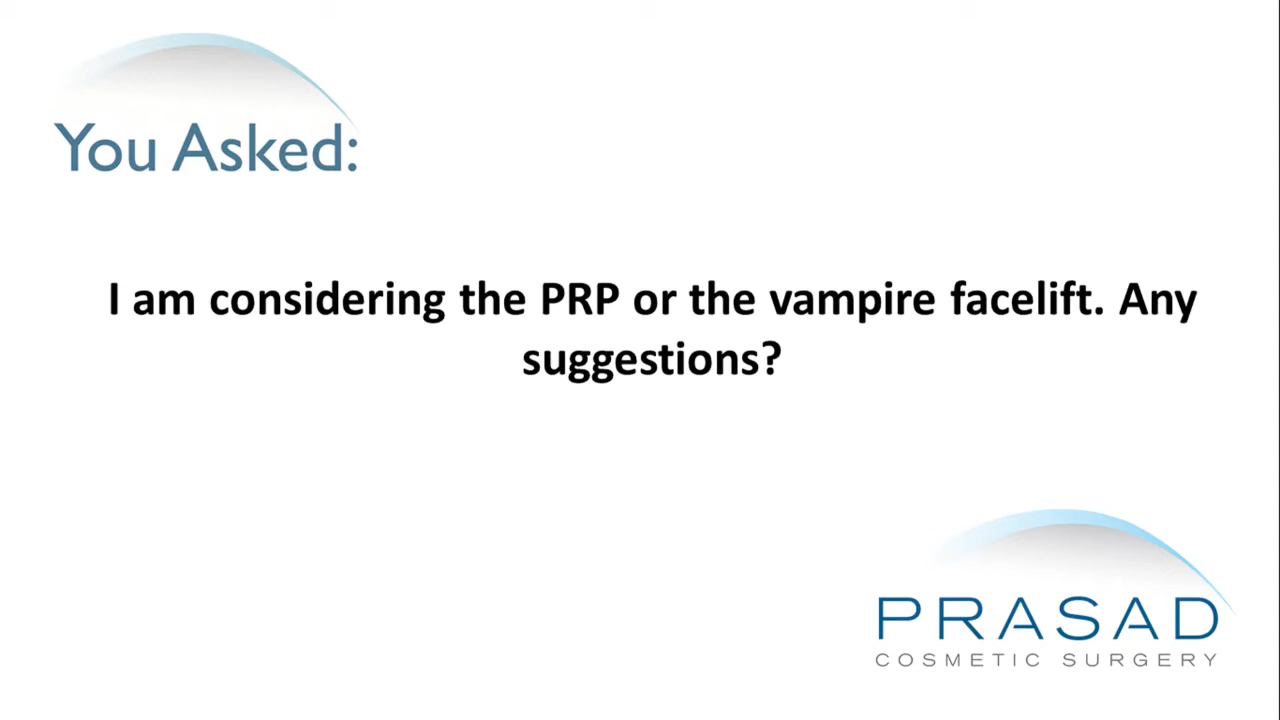 You Asked:
I am considering the PRP or the vampire facelift. Any
suggestions?
PRASAD
COSMETIC SURGERY